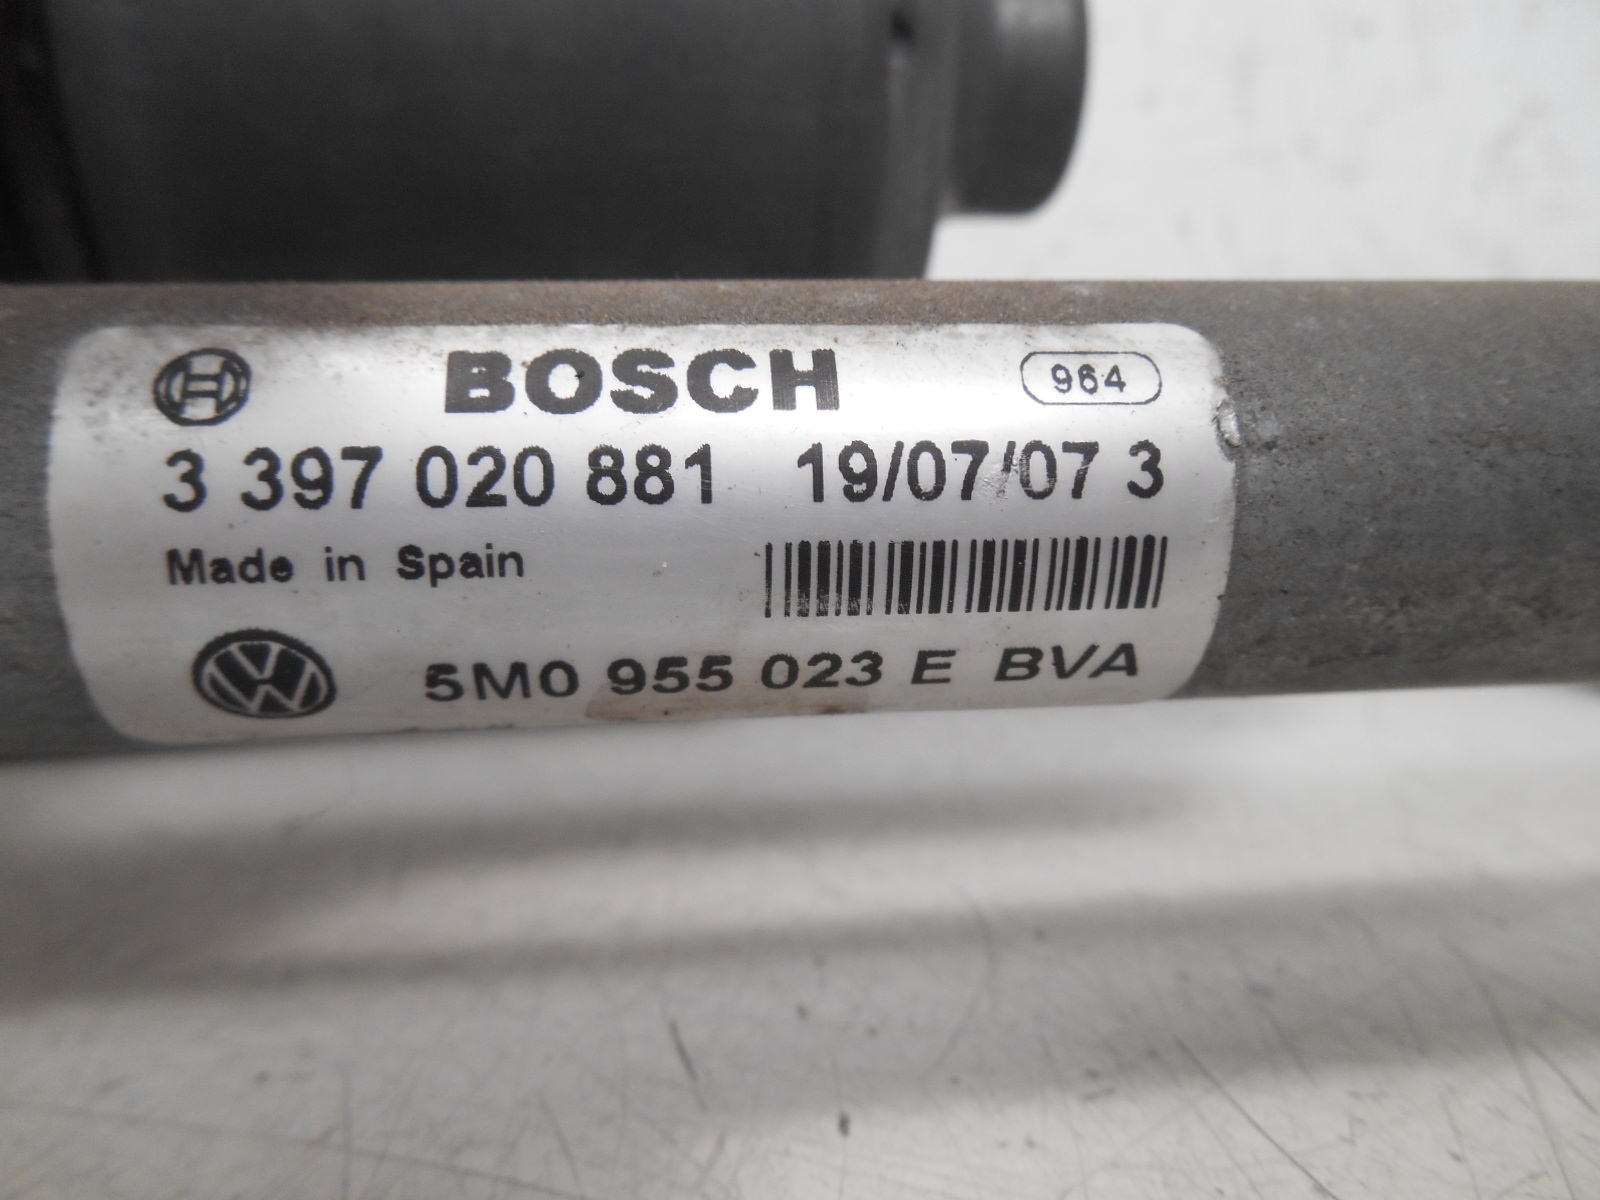 BOSCH 964
3 397 020 881 19/07/07 3
Made in Spain
5M0 955 023 E BVA